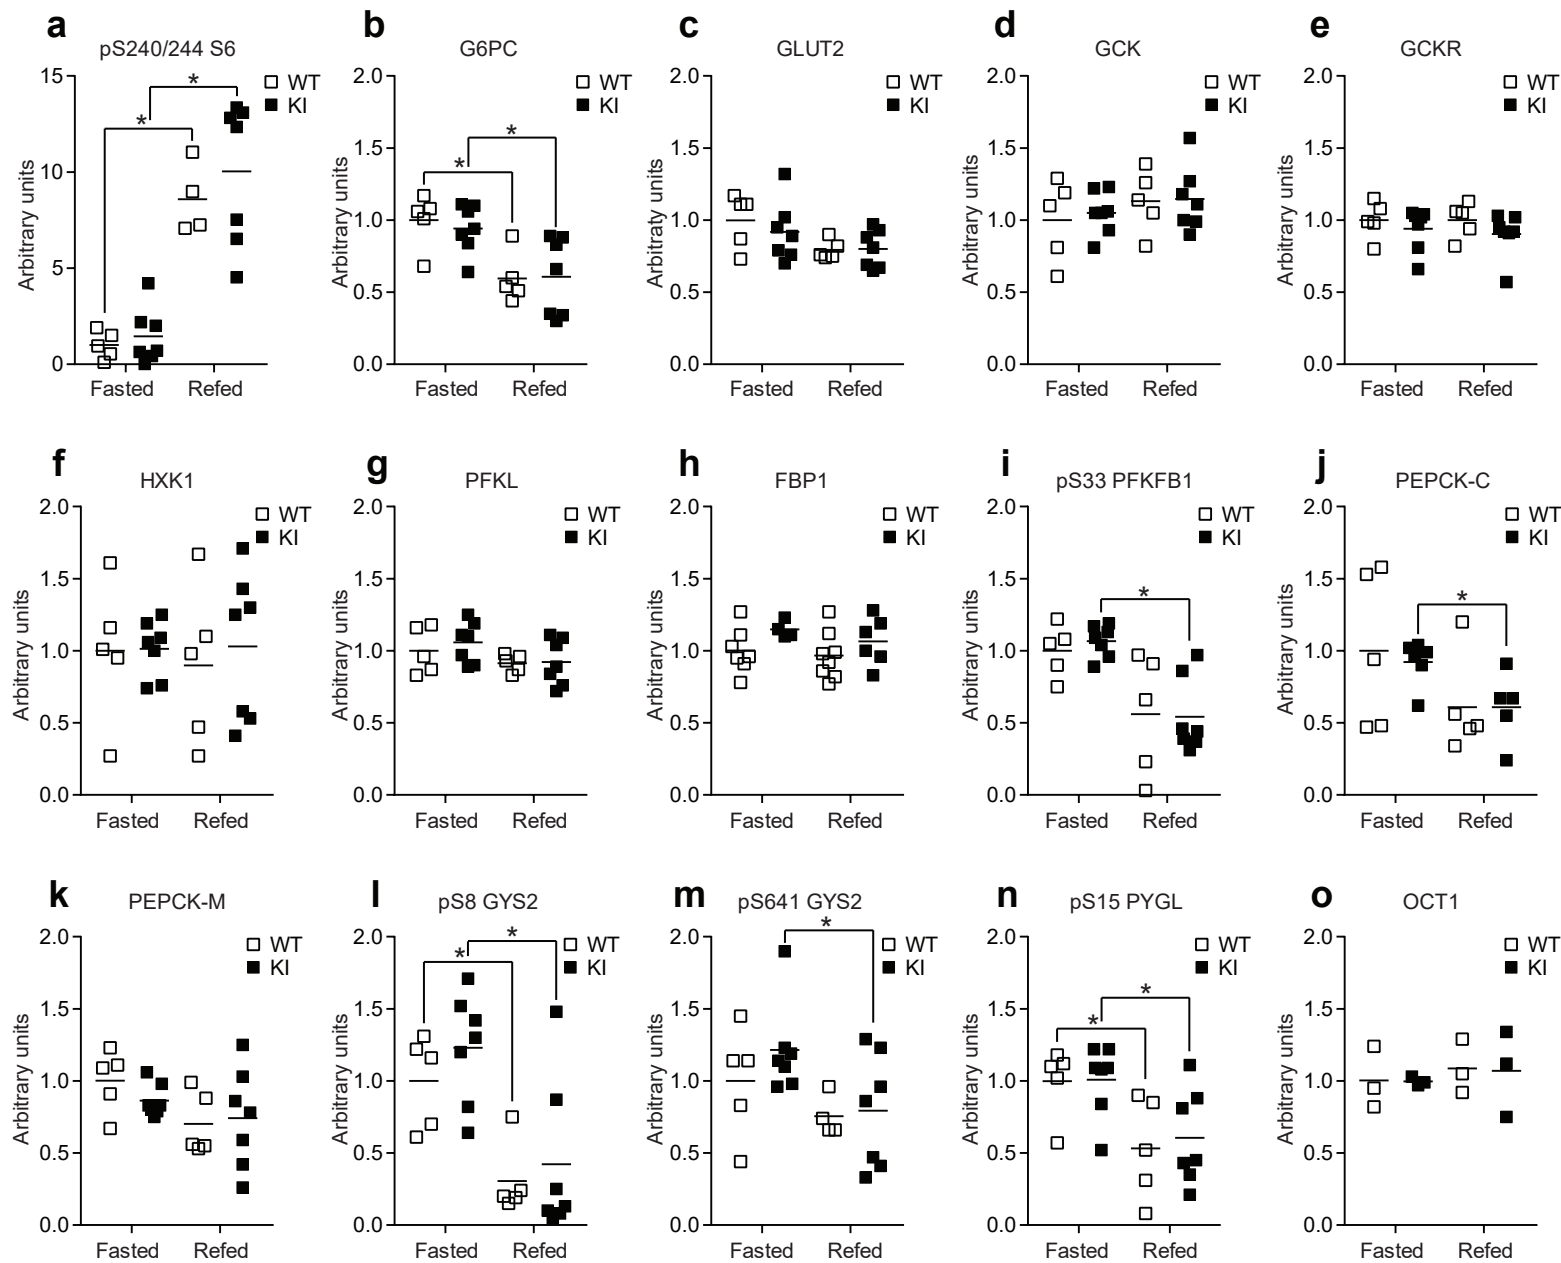 a
pS240/244 S6
15
10
5
0
Arbitrary units
*
*
WT
KI
Fasted Refed
b
G6PC
2.0
1.5
1.0
0.5
0.0
Arbitrary units
*
*
WT
KI
Fasted Refed
c
GLUT2
2.0
1.5
1.0
0.5
0.0
Arbitrary units
WT
KI
Fasted Refed
d
GCK
2.0
1.5
1.0
0.5
0.0
Arbitrary units
WT
KI
Fasted Refed
e
GCKR
2.0
1.5
1.0
0.5
0.0
Arbitrary units
WT
KI
Fasted Refed
f
HXK1
2.0
1.5
1.0
0.5
0.0
Arbitrary units
WT
KI
Fasted Refed
g
PFKL
2.0
1.5
1.0
0.5
0.0
Arbitrary units
WT
KI
Fasted Refed
h
FBP1
2.0
1.5
1.0
0.5
0.0
Arbitrary units
WT
KI
Fasted Refed
i
pS33 PFKFB1
2.0
1.5
1.0
0.5
0.0
Arbitrary units
*
WT
KI
Fasted Refed
j
PEPCK-C
2.0
1.5
1.0
0.5
0.0
Arbitrary units
*
WT
KI
Fasted Refed
k
PEPCK-M
2.0
1.5
1.0
0.5
0.0
Arbitrary units
WT
KI
Fasted Refed
l
pS8 GYS2
2.0
1.5
1.0
0.5
0.0
Arbitrary units
*
*
WT
KI
Fasted Refed
m
pS641 GYS2
2.0
1.5
1.0
0.5
0.0
Arbitrary units
*
WT
KI
Fasted Refed
n
pS15 PYGL
2.0
1.5
1.0
0.5
0.0
Arbitrary units
*
*
WT
KI
Fasted Refed
o
OCT1
2.0
1.5
1.0
0.5
0.0
Arbitrary units
WT
KI
Fasted Refed